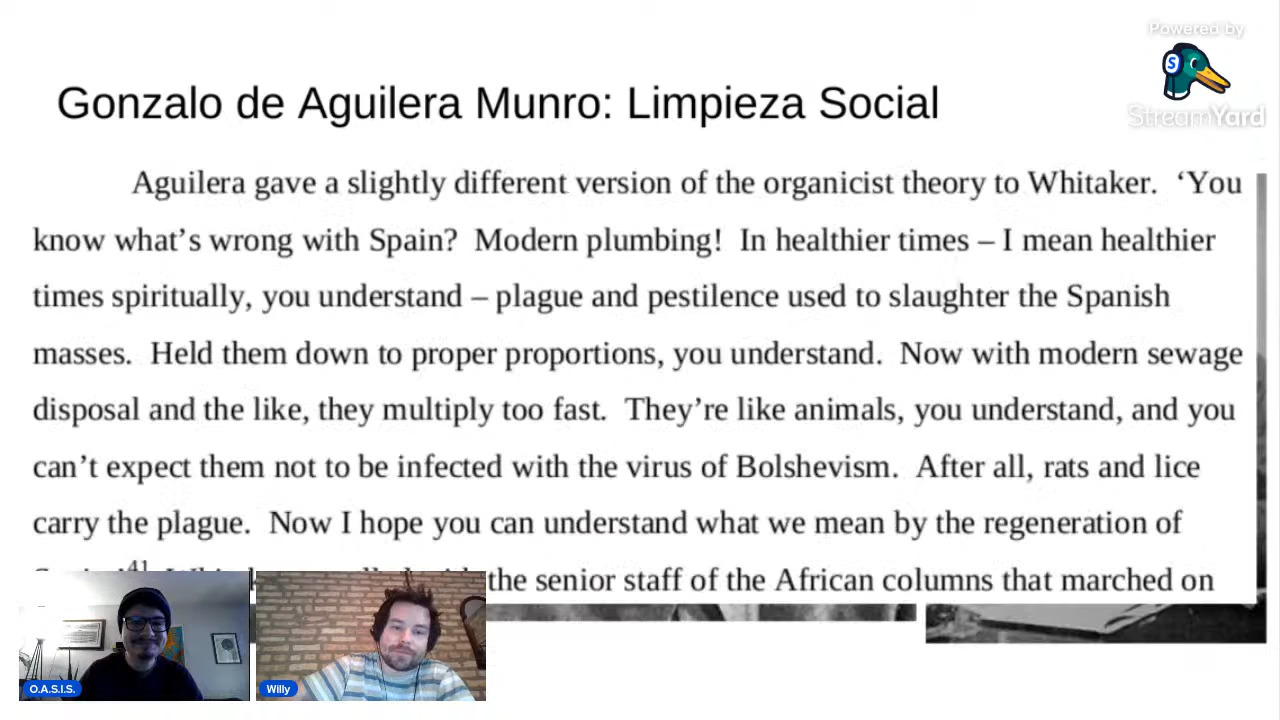 Powered by
StreamYard
Gonzalo de Aguilera Munro: Limpieza Social
Aguilera gave a slightly different version of the organicist theory to Whitaker.  ‘You
know what’s wrong with Spain?  Modern plumbing!  In healthier times – I mean healthier
times spiritually, you understand – plague and pestilence used to slaughter the Spanish
masses.  Held them down to proper proportions, you understand.  Now with modern sewage
disposal and the like, they multiply too fast.  They’re like animals, you understand, and you
can’t expect them not to be infected with the virus of Bolshevism.  After all, rats and lice
carry the plague.  Now I hope you can understand what we mean by the regeneration of
the senior staff of the African columns that marched on
O.A.S.I.S.
Willy